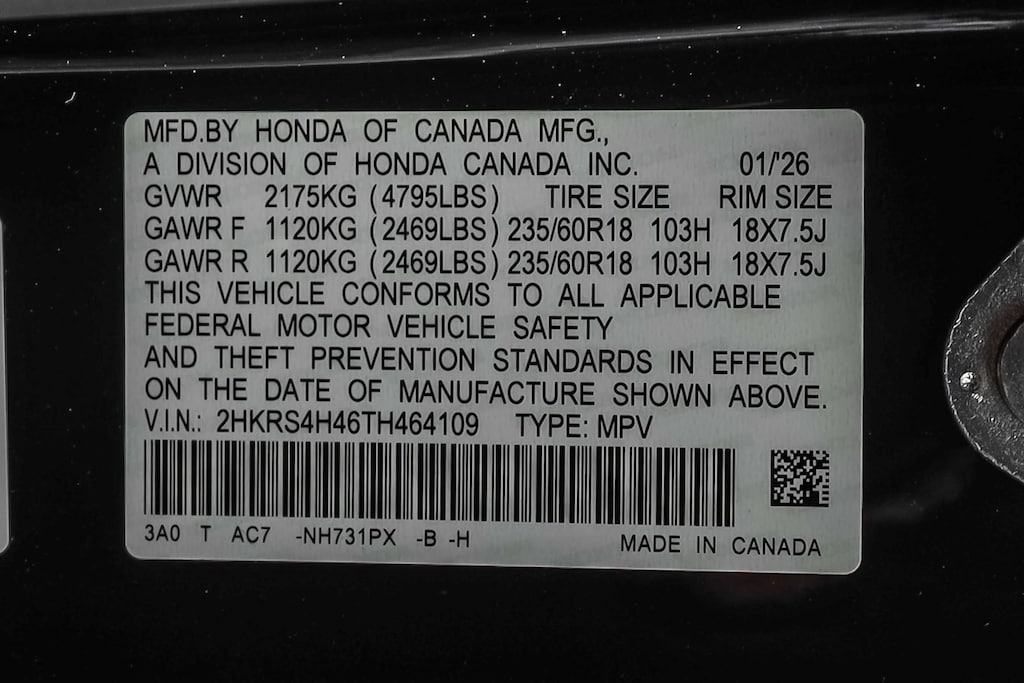 MFD.BY HONDA OF CANADA MFG.,
A DIVISION OF HONDA CANADA INC. 01/'26
GVWR 2175KG (4795LBS) TIRE SIZE RIM SIZE
GAWR F 1120KG (2469LBS) 235/60R18 103H 18X7.5J
GAWR R 1120KG (2469LBS) 235/60R18 103H 18X7.5J
THIS VEHICLE CONFORMS TO ALL APPLICABLE
FEDERAL MOTOR VEHICLE SAFETY
AND THEFT PREVENTION STANDARDS IN EFFECT
ON THE DATE OF MANUFACTURE SHOWN ABOVE.
V.I.N.: 2HKRS4H46TH464109 TYPE: MPV
3A0 T AC7 -NH731PX -B -H MADE IN CANADA